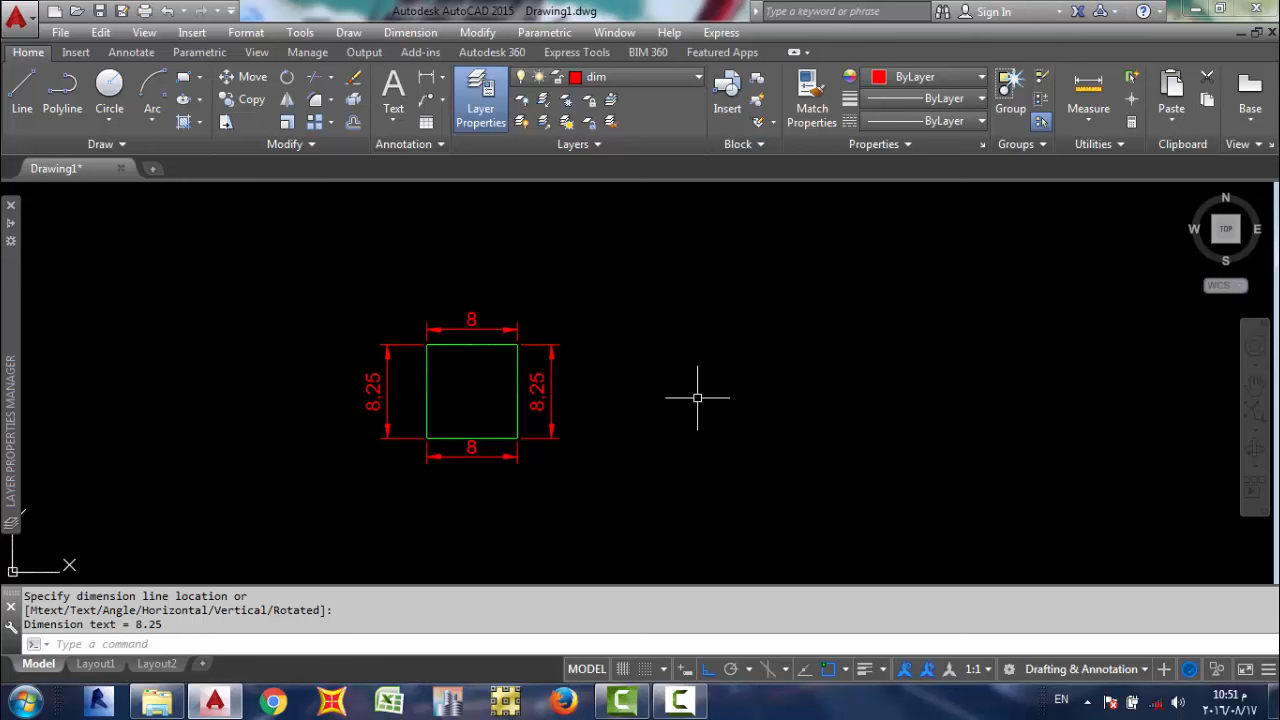 Autodesk AutoCAD 2015 Drawing1.dwg
Type a keyword or phrase
Sign In
File Edit View Insert Format Tools Draw Dimension Modify Parametric Window Help Express
Home Insert Annotate Parametric View Manage Output Add-ins Autodesk 360 Express Tools BIM 360 Featured Apps
Line Polyline Circle Arc
Move
Copy
Text
Layer Properties
dim
Insert
Match Properties
ByLayer
ByLayer
ByLayer
Group
Measure
Paste
Base
Draw Modify Annotation Layers Block Properties Groups Utilities Clipboard View
Drawing1*
N
W TOP E
S
WCS
8
8,25
8,25
8
LAYER PROPERTIES MANAGER
X
Specify dimension line location or
[Mtext/Text/Angle/Horizontal/Vertical/Rotated]:
Dimension text = 8.25
Type a command
Model Layout1 Layout2
MODEL
1:1
Drafting & Annotation
EN
م 10:51
٢٠١٦/٠٨/١٧